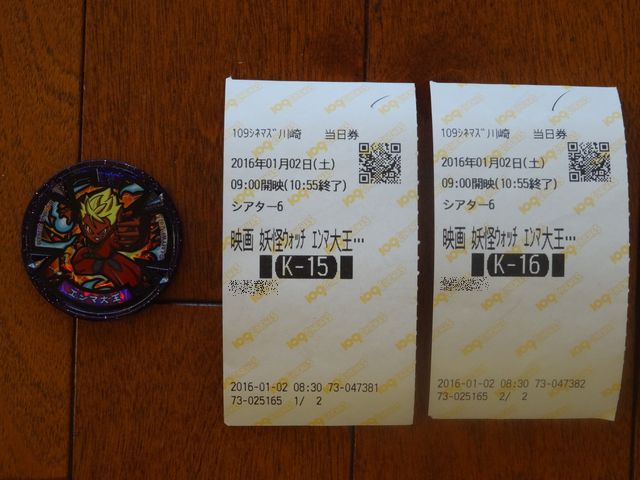 エンマ大王
109シネマズ川崎 当日券
2016年01月02日(土)
09:00開映(10:55終了)
シアター6
映画 妖怪ウォッチ エンマ大王…
K-15
2016-01-02 08:30 73-047381
73-025165 1/ 2
109シネマズ川崎 当日券
2016年01月02日(土)
09:00開映(10:55終了)
シアター6
映画 妖怪ウォッチ エンマ大王…
K-16
2016-01-02 08:30 73-047382
73-025165 2/ 2